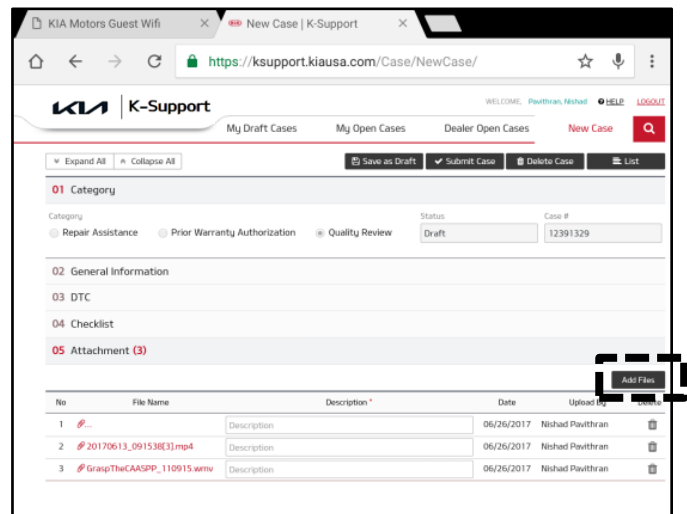 KIA Motors Guest Wifi
New Case | K-Support
https://ksupport.kiausa.com/Case/NewCase/
KIA K-Support
WELCOME, Pavithran, Nishad HELP LOGOUT
My Draft Cases My Open Cases Dealer Open Cases New Case
Expand All Collapse All Save as Draft Submit Case Delete Case List
01 Category
Category Status Case #
Repair Assistance Prior Warranty Authorization Quality Review Draft 12391329
02 General Information
03 DTC
04 Checklist
05 Attachment (3)
Add Files
No File Name Description * Date Upload By Delete
1 ... Description 06/26/2017 Nishad Pavithran
2 20170613_091538[3].mp4 Description 06/26/2017 Nishad Pavithran
3 GraspTheCAASPP_110915.wmv Description 06/26/2017 Nishad Pavithran